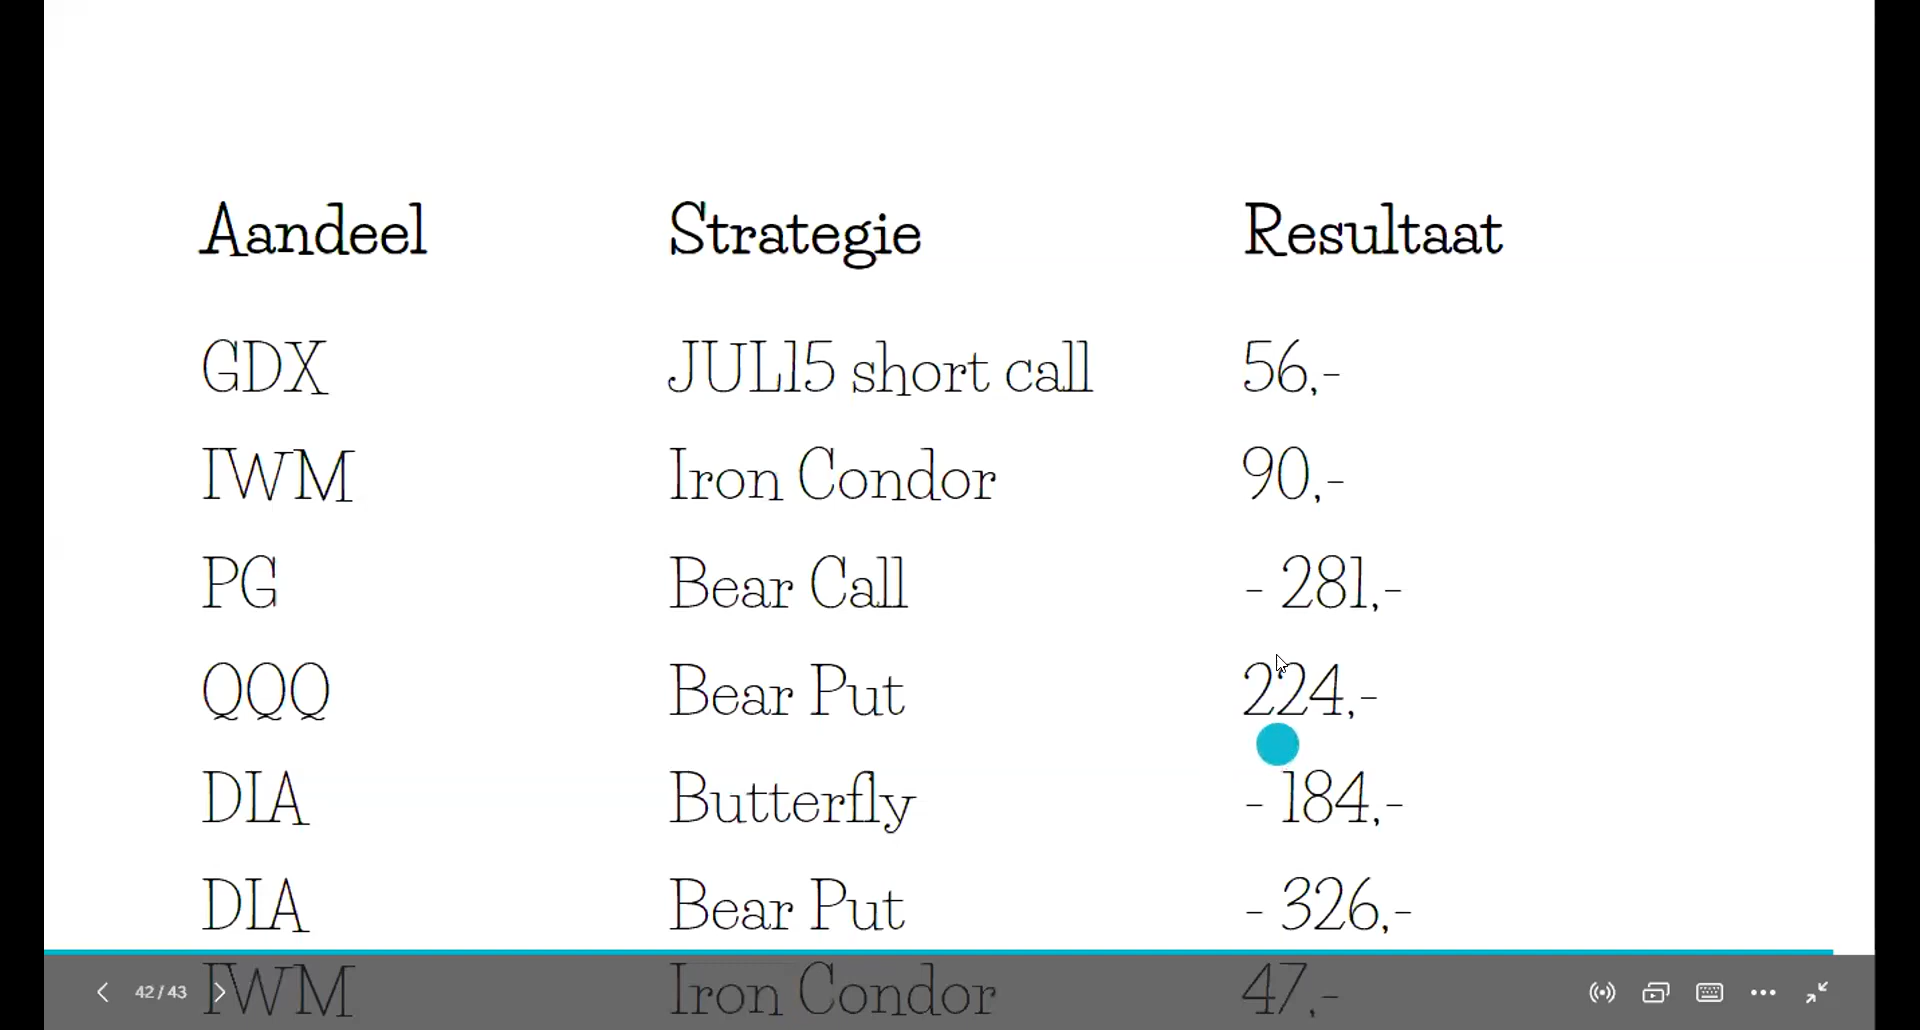 Aandeel Strategie Resultaat
GDX JUL15 short call 56,-
IWM Iron Condor 90,-
PG Bear Call - 281,-
QQQ Bear Put 224,-
DIA Butterfly - 184,-
DIA Bear Put - 326,-
IWM Iron Condor 47,-
42 / 43